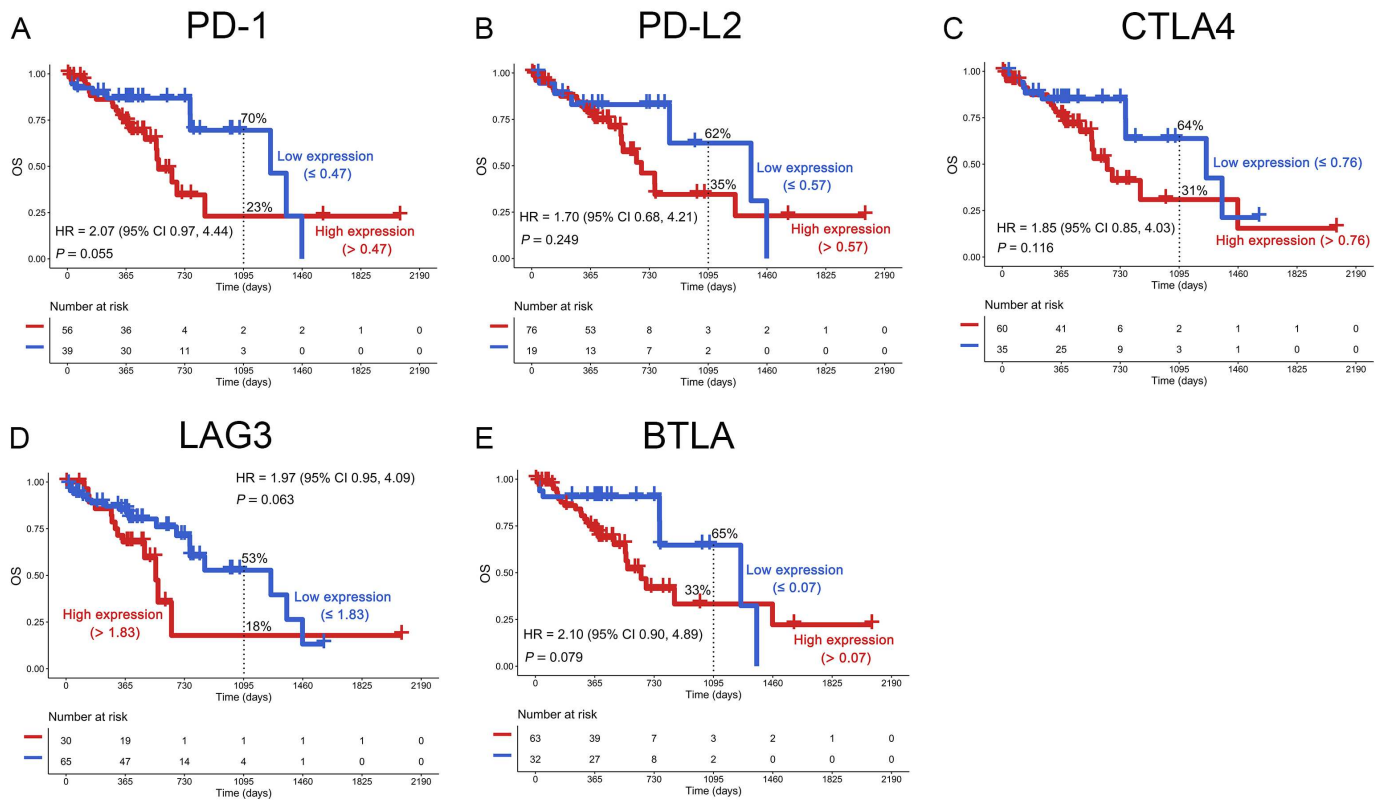 A
PD-1
OS
1.00
0.75
0.50
0.25
0.00
70%
Low expression
(≤ 0.47)
23%
HR = 2.07 (95% CI 0.97, 4.44)
High expression
P = 0.055
(> 0.47)
0 365 730 1095 1460 1825 2190
Time (days)
Number at risk
56 36 4 2 2 1 0
39 30 11 3 0 0 0
0 365 730 1095 1460 1825 2190
Time (days)
B
PD-L2
OS
1.00
0.75
0.50
0.25
0.00
62%
Low expression
(≤ 0.57)
35%
HR = 1.70 (95% CI 0.68, 4.21)
High expression
P = 0.249
(> 0.57)
0 365 730 1095 1460 1825 2190
Time (days)
Number at risk
76 53 8 3 2 1 0
19 13 7 2 0 0 0
0 365 730 1095 1460 1825 2190
Time (days)
C
CTLA4
OS
1.00
0.75
0.50
0.25
0.00
64%
Low expression (≤ 0.76)
31%
HR = 1.85 (95% CI 0.85, 4.03)
High expression (> 0.76)
P = 0.116
0 365 730 1095 1460 1825 2190
Time (days)
Number at risk
60 41 6 2 1 1 0
35 25 9 3 1 0 0
0 365 730 1095 1460 1825 2190
Time (days)
D
LAG3
HR = 1.97 (95% CI 0.95, 4.09)
P = 0.063
OS
1.00
0.75
0.50
0.25
0.00
53%
Low expression
(≤ 1.83)
High expression
(> 1.83)
18%
0 365 730 1095 1460 1825 2190
Time (days)
Number at risk
30 19 1 1 1 1 0
65 47 14 4 1 0 0
0 365 730 1095 1460 1825 2190
Time (days)
E
BTLA
OS
1.00
0.75
0.50
0.25
0.00
65%
Low expression
(≤ 0.07)
33%
HR = 2.10 (95% CI 0.90, 4.89)
High expression
P = 0.079
(> 0.07)
0 365 730 1095 1460 1825 2190
Time (days)
Number at risk
63 39 7 3 2 1 0
32 27 8 2 0 0 0
0 365 730 1095 1460 1825 2190
Time (days)